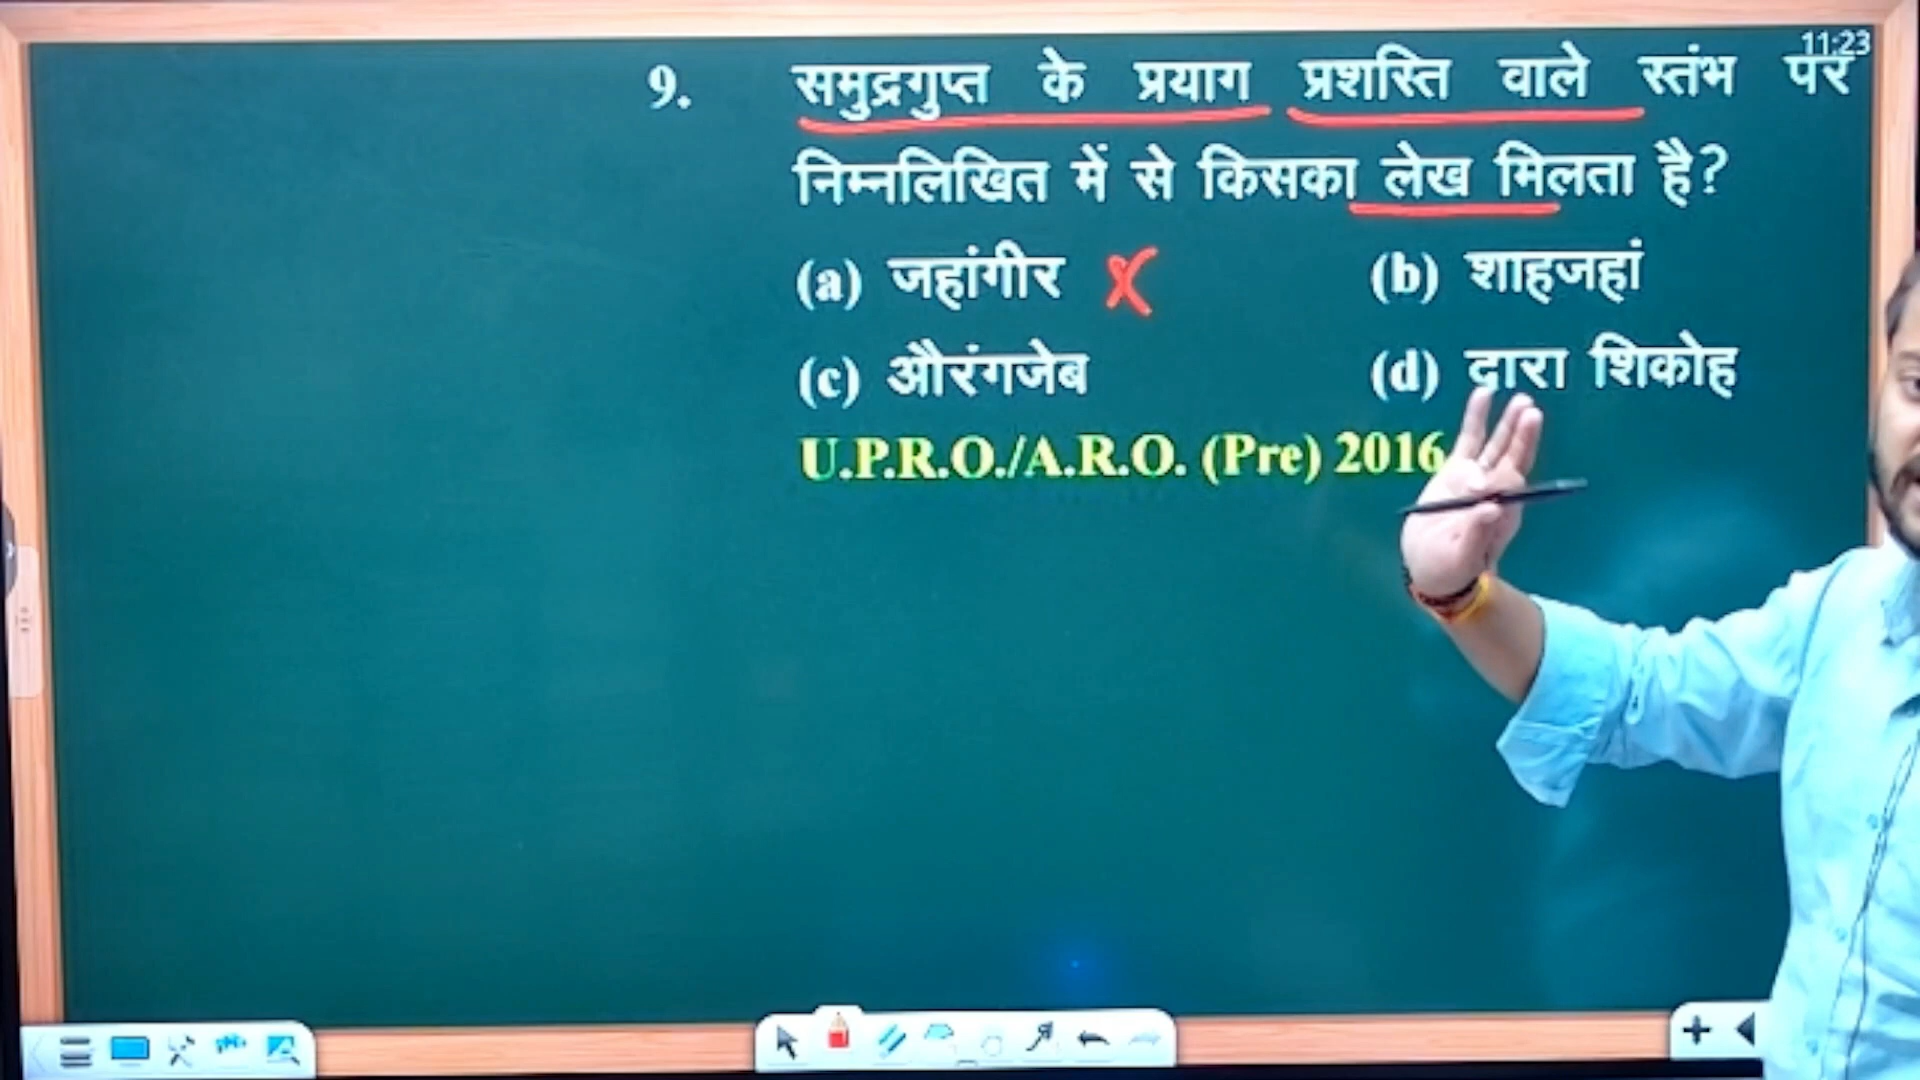 11:23
9. समुद्रगुप्त के प्रयाग प्रशस्ति वाले स्तंभ पर
निम्नलिखित में से किसका लेख मिलता है?
(a) जहांगीर X (b) शाहजहां
(c) औरंगजेब (d) दारा शिकोह
U.P.R.O./A.R.O. (Pre) 2016